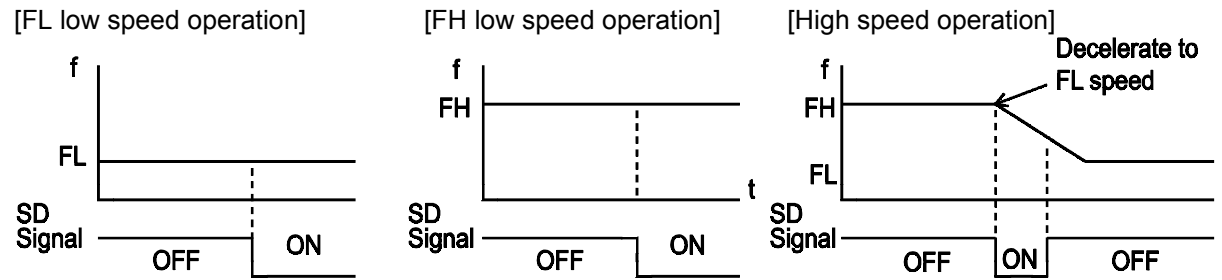 [FL low speed operation]
f
FL
SD
Signal
OFF
ON
[FH low speed operation]
f
FH
t
SD
Signal
OFF
ON
[High speed operation]
Decelerate to
FL speed
f
FH
FL
SD
Signal
OFF
ON
OFF